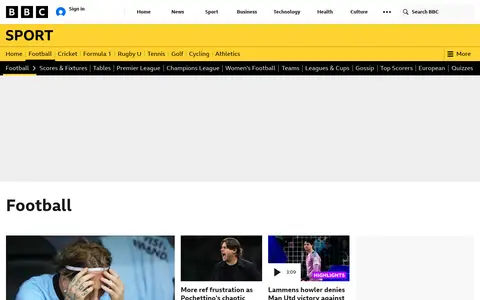 BBC
Sign in
Home News Sport Business Technology Health Culture
Search BBC
SPORT
Home Football Cricket Formula 1 Rugby U Tennis Golf Cycling Athletics More
Football Scores & Fixtures Tables Premier League Champions League Women's Football Teams Leagues & Cups Gossip Top Scorers European Quizzes
Football
3:09
HIGHLIGHTS
More ref frustration as
Pochettino's chaotic
Lammens howler denies
Man Utd victory against